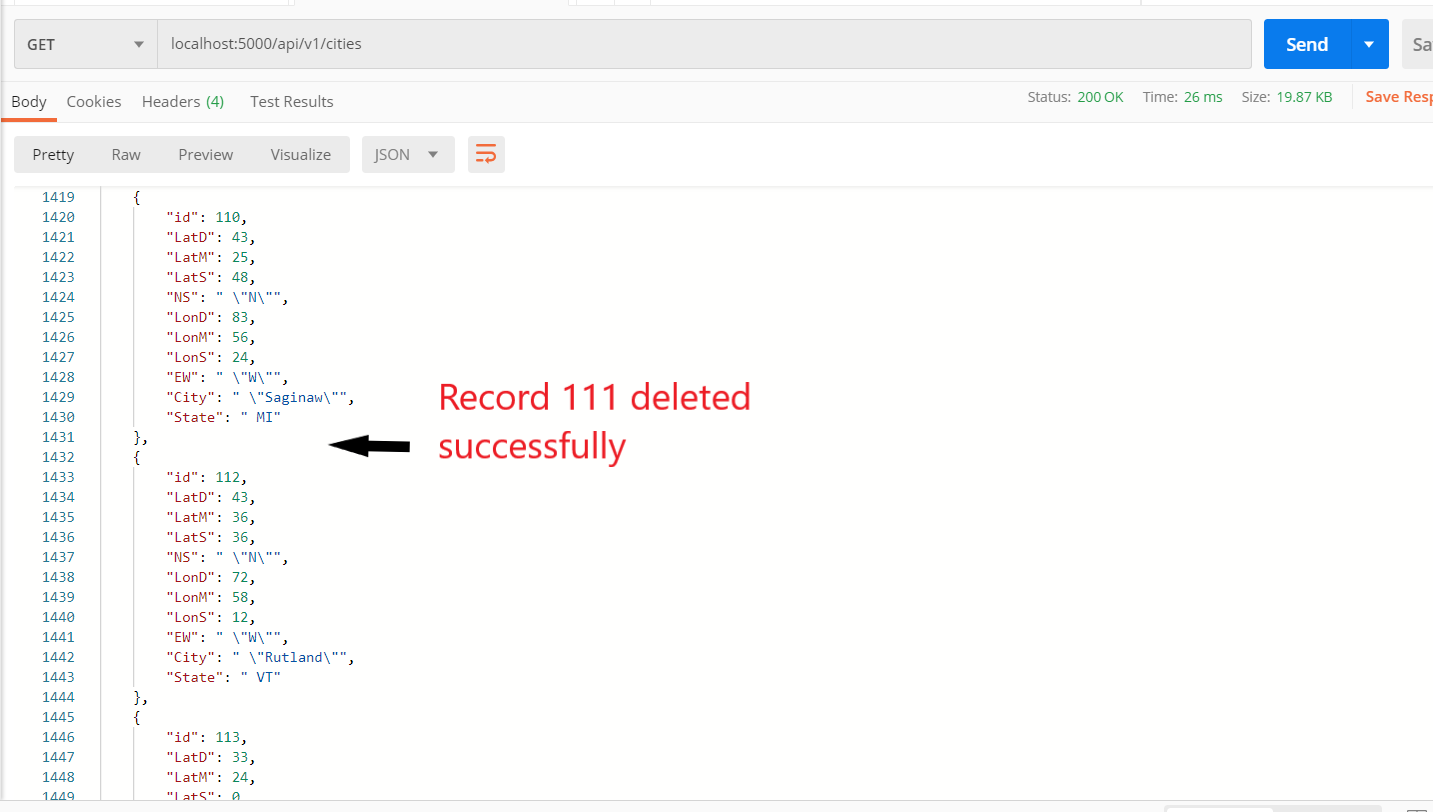 GET localhost:5000/api/v1/cities Send Sa
Body Cookies Headers (4) Test Results Status: 200 OK Time: 26 ms Size: 19.87 KB Save Resp
Pretty Raw Preview Visualize JSON
1419 {
1420 "id": 110,
1421 "LatD": 43,
1422 "LatM": 25,
1423 "LatS": 48,
1424 "NS": " \"N\"",
1425 "LonD": 83,
1426 "LonM": 56,
1427 "LonS": 24,
1428 "EW": " \"W\"",
1429 "City": " \"Saginaw\"",
1430 "State": " MI"
1431 },
1432 {
1433 "id": 112,
1434 "LatD": 43,
1435 "LatM": 36,
1436 "LatS": 36,
1437 "NS": " \"N\"",
1438 "LonD": 72,
1439 "LonM": 58,
1440 "LonS": 12,
1441 "EW": " \"W\"",
1442 "City": " \"Rutland\"",
1443 "State": " VT"
1444 },
1445 {
1446 "id": 113,
1447 "LatD": 33,
1448 "LatM": 24,
1449 "LatS": 0
Record 111 deleted
successfully